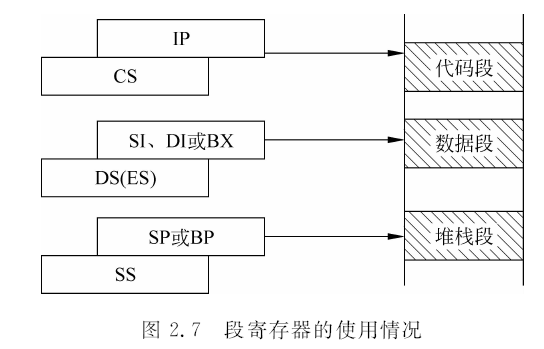 IP
CS
代码段
SI、DI或BX
DS(ES)
数据段
SP或BP
SS
堆栈段
图 2.7 段寄存器的使用情况